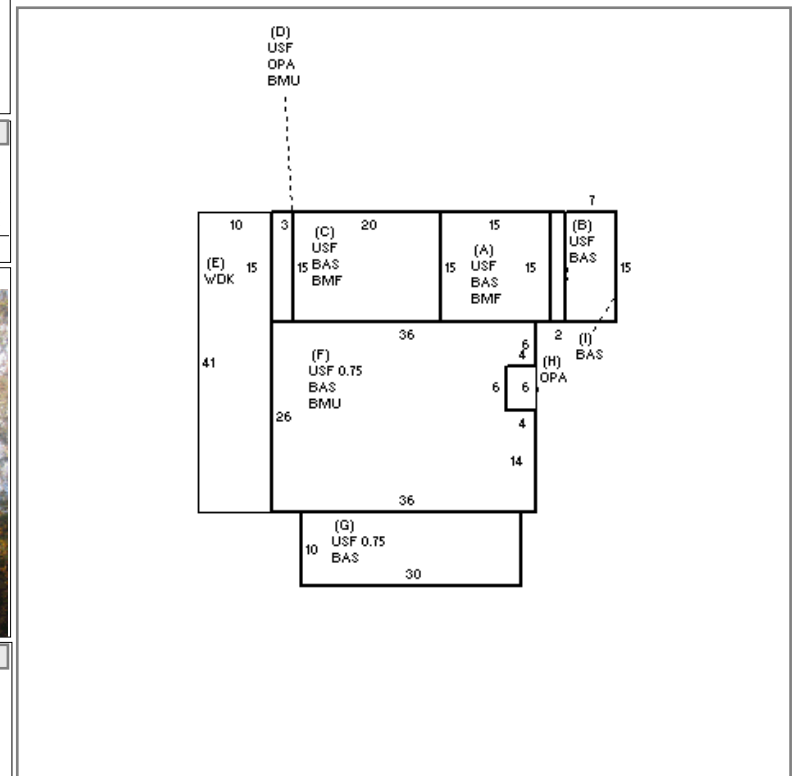 (D)
USF
OPA
BMU
7
10
3
20
15
(C)
USF
BAS
BMF
(A)
USF
BAS
BMF
(B)
USF
BAS
(E)
WDK
15
15
15
15
15
36
2
(I)
BAS
6
4
(H)
OPA
41
(F)
USF 0.75
BAS
BMU
6
6
26
4
14
36
(G)
USF 0.75
BAS
10
30